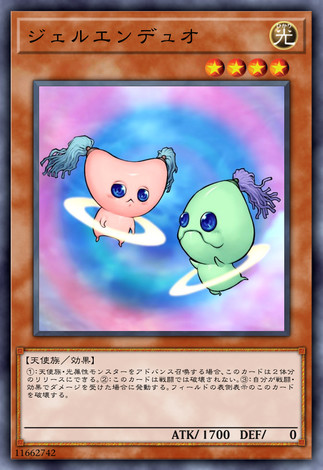 ジェルエンデュオ
光
【天使族／効果】
①：天使族・光属性モンスターをアドバンス召喚する場合、このカードは２体分
のリリースにできる。②：このカードは戦闘では破壊されない。③：自分が戦闘・
効果でダメージを受けた場合に発動する。フィールドの表側表示のこのカード
を破壊する。
ATK/ 1700 DEF/ 0
11662742